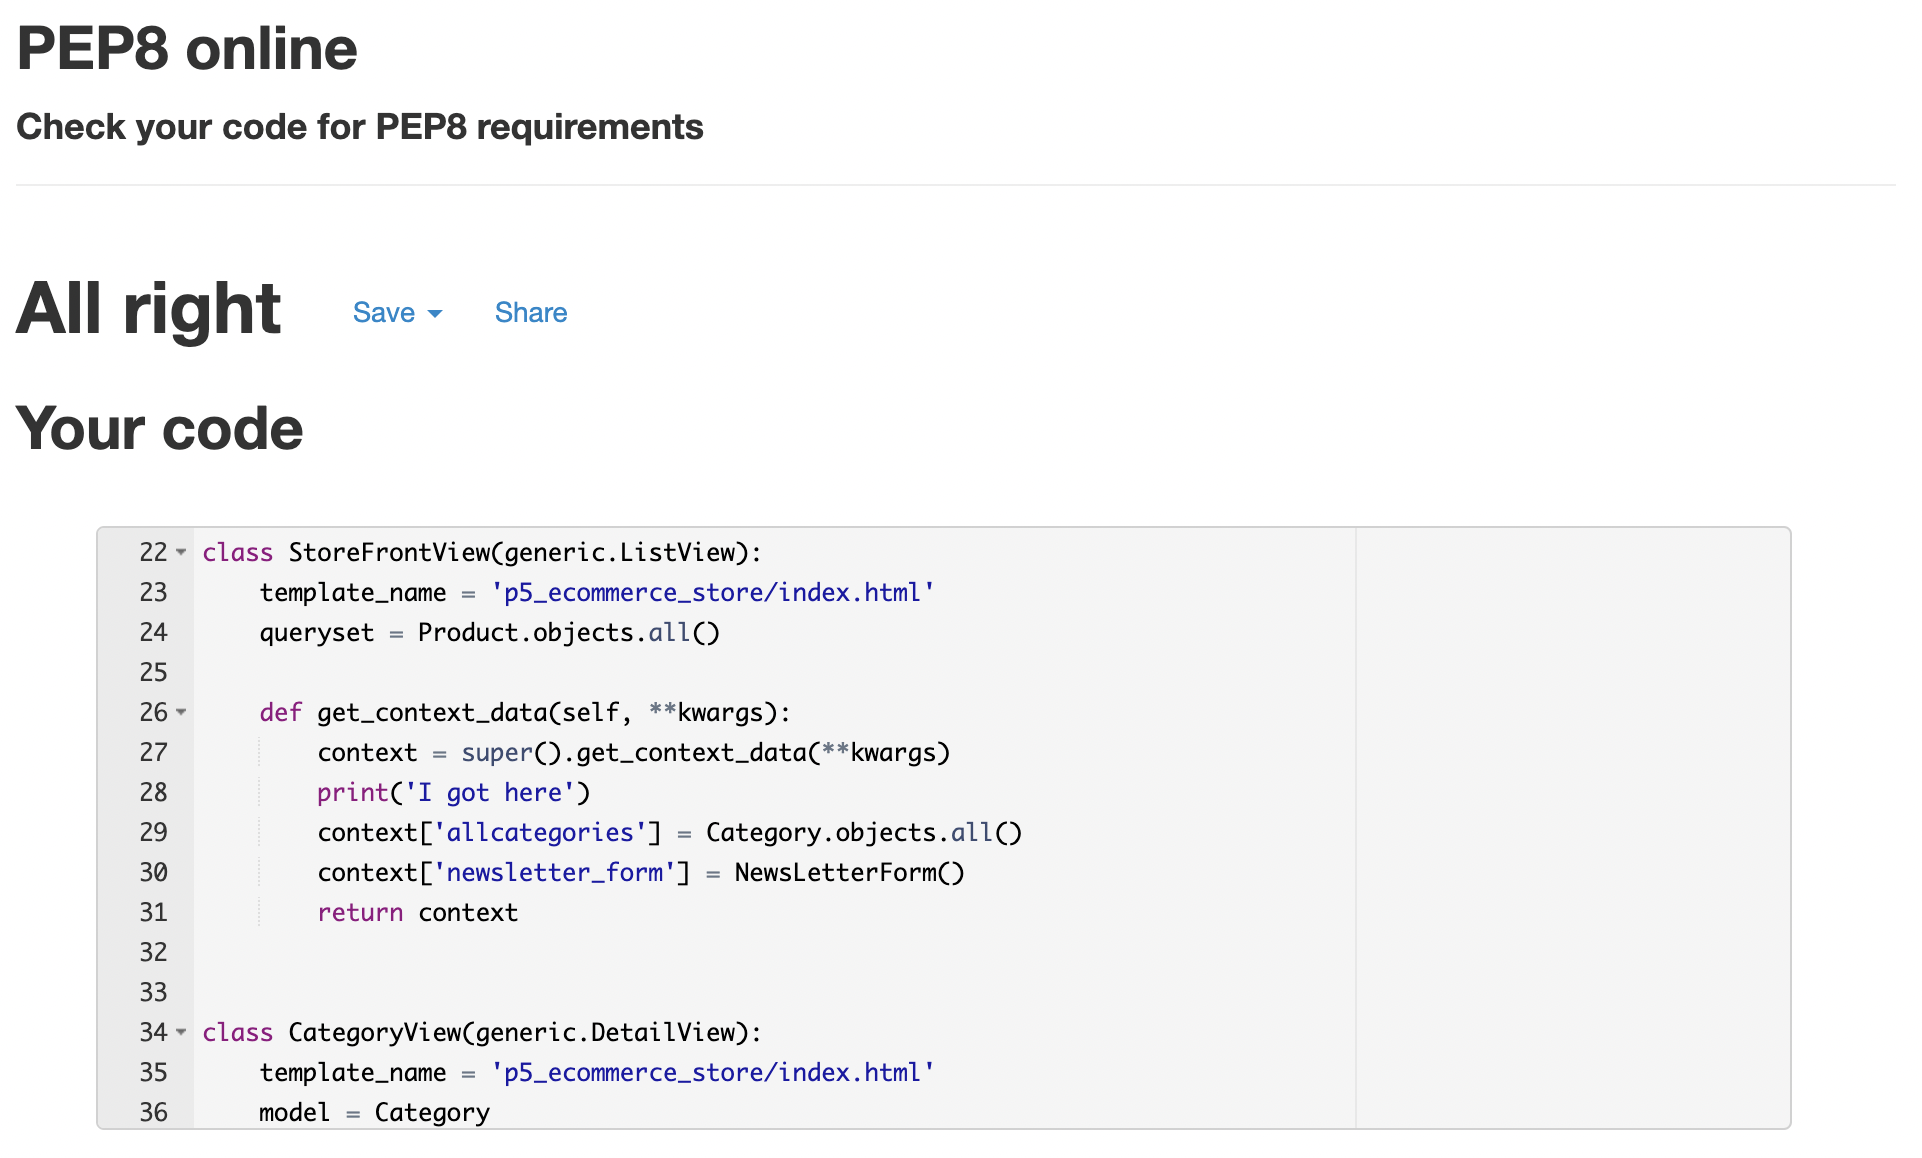 PEP8 online
Check your code for PEP8 requirements
All right Save Share
Your code
22 class StoreFrontView(generic.ListView):
23     template_name = 'p5_ecommerce_store/index.html'
24     queryset = Product.objects.all()
25
26     def get_context_data(self, **kwargs):
27         context = super().get_context_data(**kwargs)
28         print('I got here')
29         context['allcategories'] = Category.objects.all()
30         context['newsletter_form'] = NewsLetterForm()
31         return context
32
33
34 class CategoryView(generic.DetailView):
35     template_name = 'p5_ecommerce_store/index.html'
36     model = Category